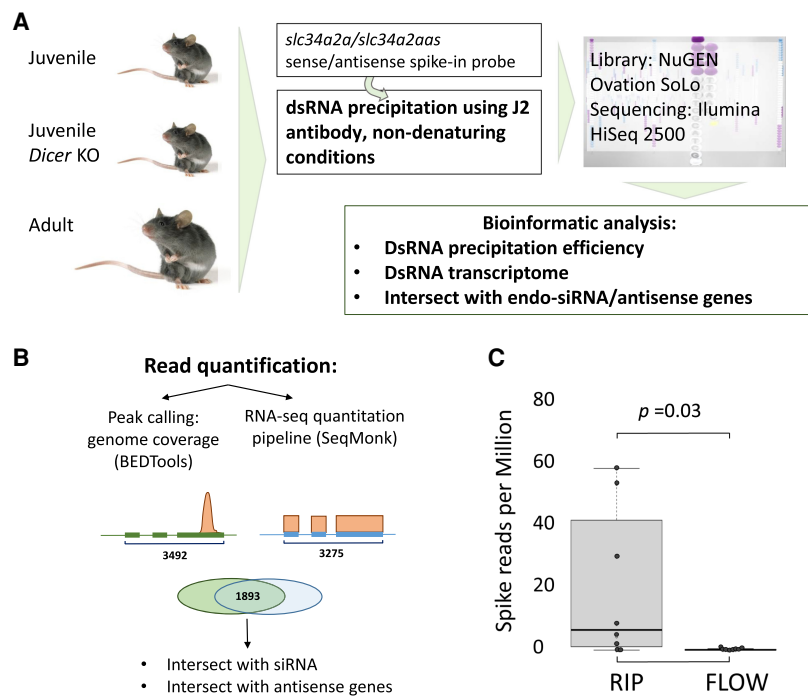 A
Juvenile
Juvenile
Dicer KO
Adult
slc34a2a/slc34a2aas
sense/antisense spike-in probe
dsRNA precipitation using J2
antibody, non-denaturing
conditions
Library: NuGEN
Ovation SoLo
Sequencing: Ilumina
HiSeq 2500
Bioinformatic analysis:
• DsRNA precipitation efficiency
• DsRNA transcriptome
• Intersect with endo-siRNA/antisense genes
B
Read quantification:
Peak calling:
genome coverage
(BEDTools)
RNA-seq quantitation
pipeline (SeqMonk)
3492
3275
1893
• Intersect with siRNA
• Intersect with antisense genes
C
Spike reads per Million
80
60
40
20
0
p =0.03
RIP
FLOW